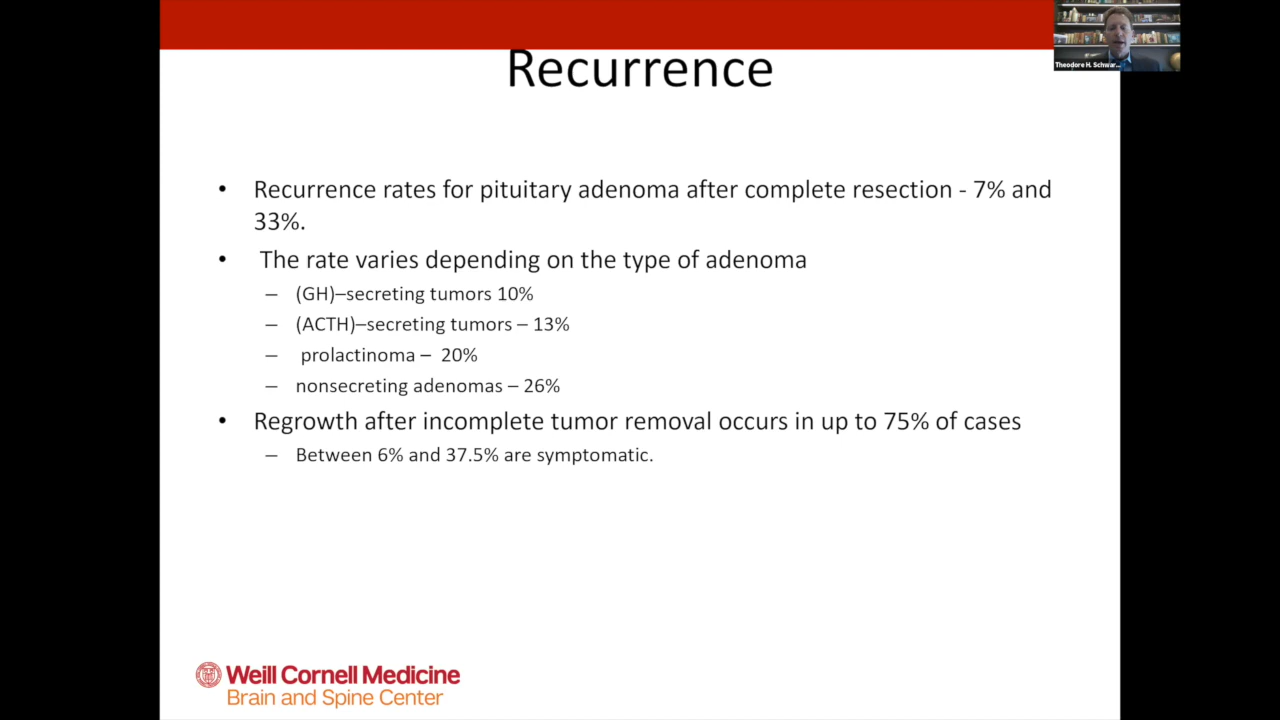 Theodore H. Schwar...
Recurrence
• Recurrence rates for pituitary adenoma after complete resection - 7% and
33%.
• The rate varies depending on the type of adenoma
– (GH)–secreting tumors 10%
– (ACTH)–secreting tumors – 13%
– prolactinoma – 20%
– nonsecreting adenomas – 26%
• Regrowth after incomplete tumor removal occurs in up to 75% of cases
– Between 6% and 37.5% are symptomatic.
Weill Cornell Medicine
Brain and Spine Center